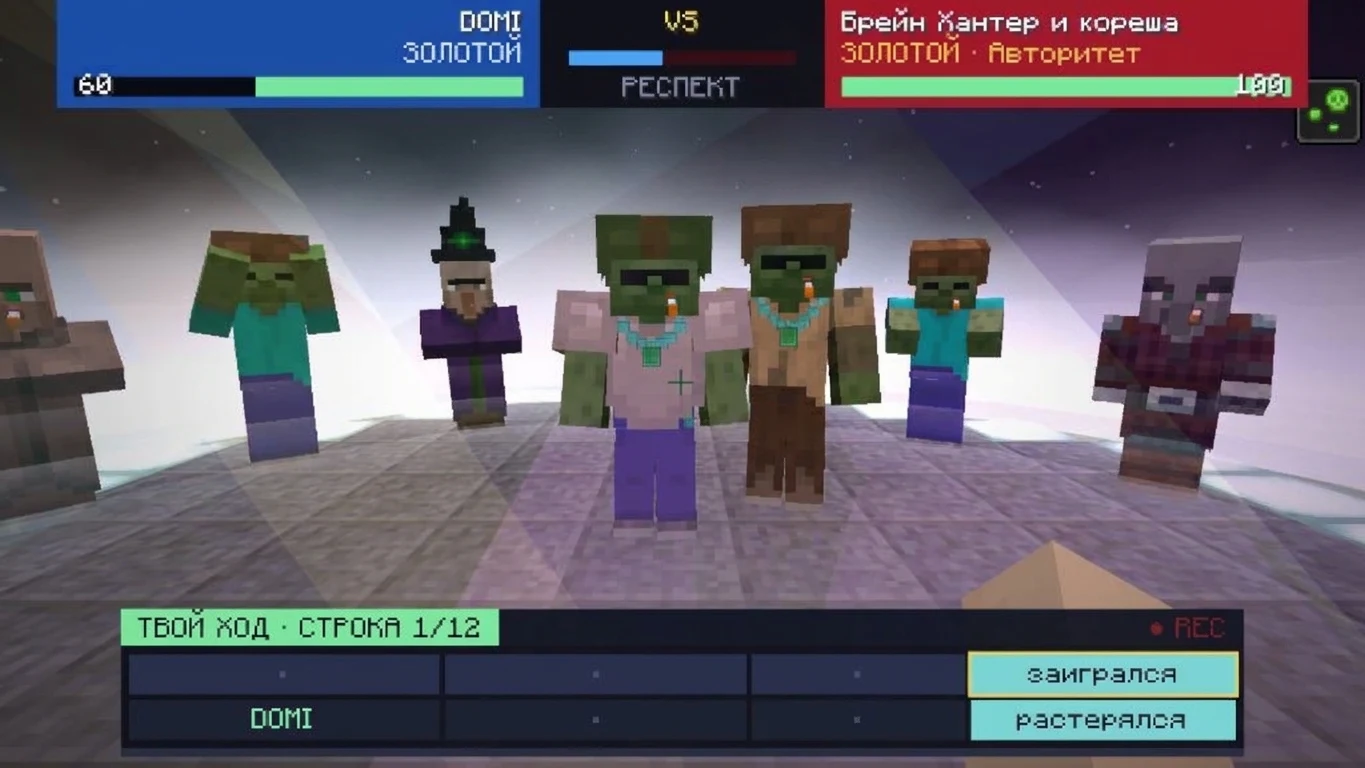 DOMI
ЗОЛОТОЙ
60
VS
РЕСПЕКТ
Брейн Хантер и кореша
ЗОЛОТОЙ · Авторитет
100
ТВОЙ ХОД · СТРОКА 1/12
REC
заигрался
DOMI
растерялся